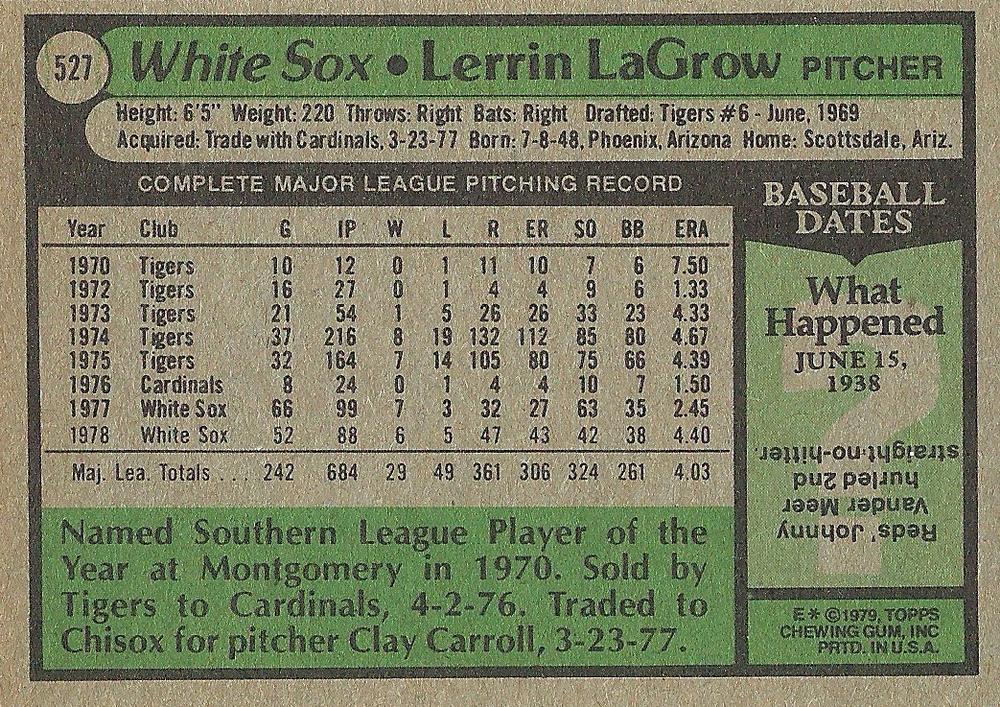 527 White Sox • Lerrin LaGrow PITCHER
Height: 6'5" Weight: 220 Throws: Right Bats: Right Drafted: Tigers #6 - June, 1969
Acquired: Trade with Cardinals, 3-23-77 Born: 7-8-48, Phoenix, Arizona Home: Scottsdale, Ariz.
COMPLETE MAJOR LEAGUE PITCHING RECORD
Year Club G IP W L R ER SO BB ERA
1970 Tigers 10 12 0 1 11 10 7 6 7.50
1972 Tigers 16 27 0 1 4 4 9 6 1.33
1973 Tigers 21 54 1 5 26 26 33 23 4.33
1974 Tigers 37 216 8 19 132 112 85 80 4.67
1975 Tigers 32 164 7 14 105 80 75 66 4.39
1976 Cardinals 8 24 0 1 4 4 10 7 1.50
1977 White Sox 66 99 7 3 32 27 63 35 2.45
1978 White Sox 52 88 6 5 47 43 42 38 4.40
Maj. Lea. Totals . . . 242 684 29 49 361 306 324 261 4.03
Named Southern League Player of the
Year at Montgomery in 1970. Sold by
Tigers to Cardinals, 4-2-76. Traded to
Chisox for pitcher Clay Carroll, 3-23-77.
BASEBALL
DATES
What
Happened
JUNE 15,
1938
?
Reds' Johnny
Vander Meer
hurled 2nd
straight-no-hitter.
E* ©1979, TOPPS
CHEWING GUM, INC
PRTD. IN U.S.A.